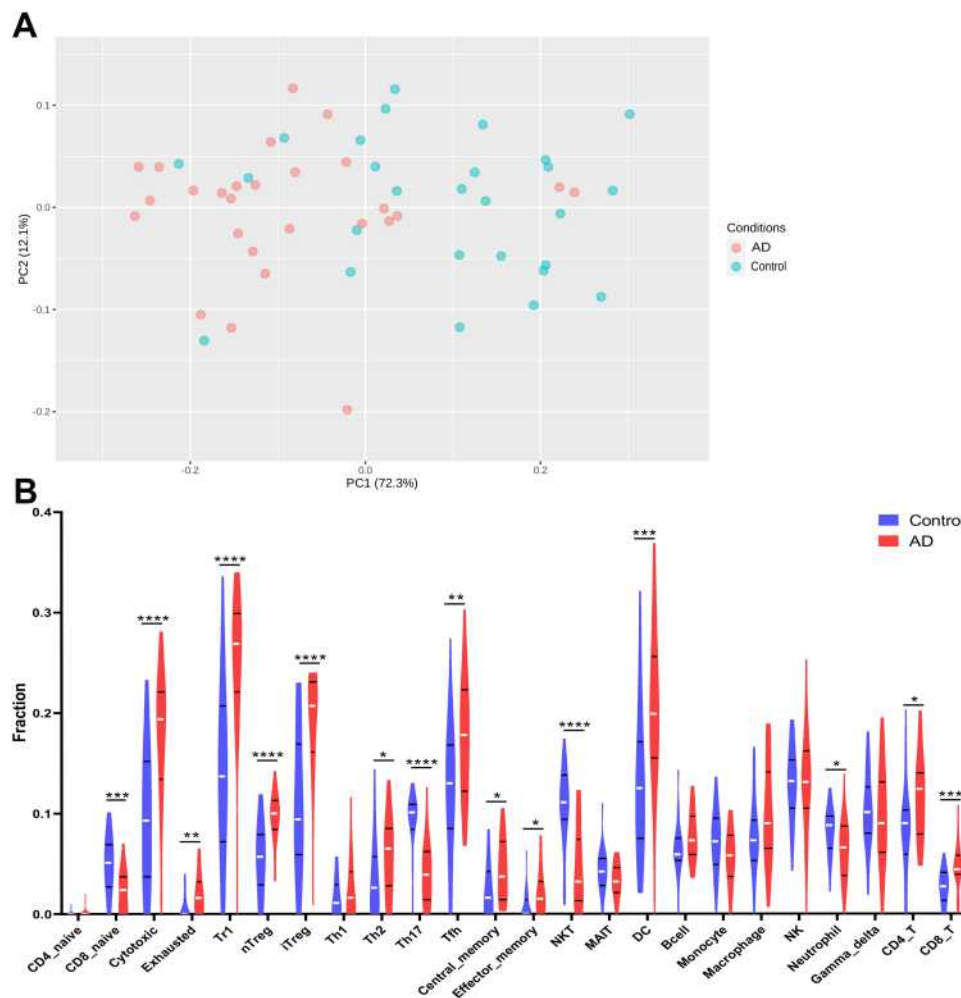 A
0.1
0.0
-0.1
-0.2
PC2 (12.1%)
-0.2
0.0
0.2
PC1 (72.3%)
Conditions
AD
Control
B
Contro
AD
Fraction
0.4
0.3
0.2
0.1
0.0
***
****
**
****
****
****
*
****
**
*
*
****
***
*
*
***
CD4_naive
CD8_naive
Cytotoxic
Exhausted
Tr1
nTreg
iTreg
Th1
Th2
Th17
Tfh
Central_memory
Effector_memory
NKT
MAIT
DC
Bcell
Monocyte
Macrophage
NK
Neutrophil
Gamma_delta
CD4_T
CD8_T